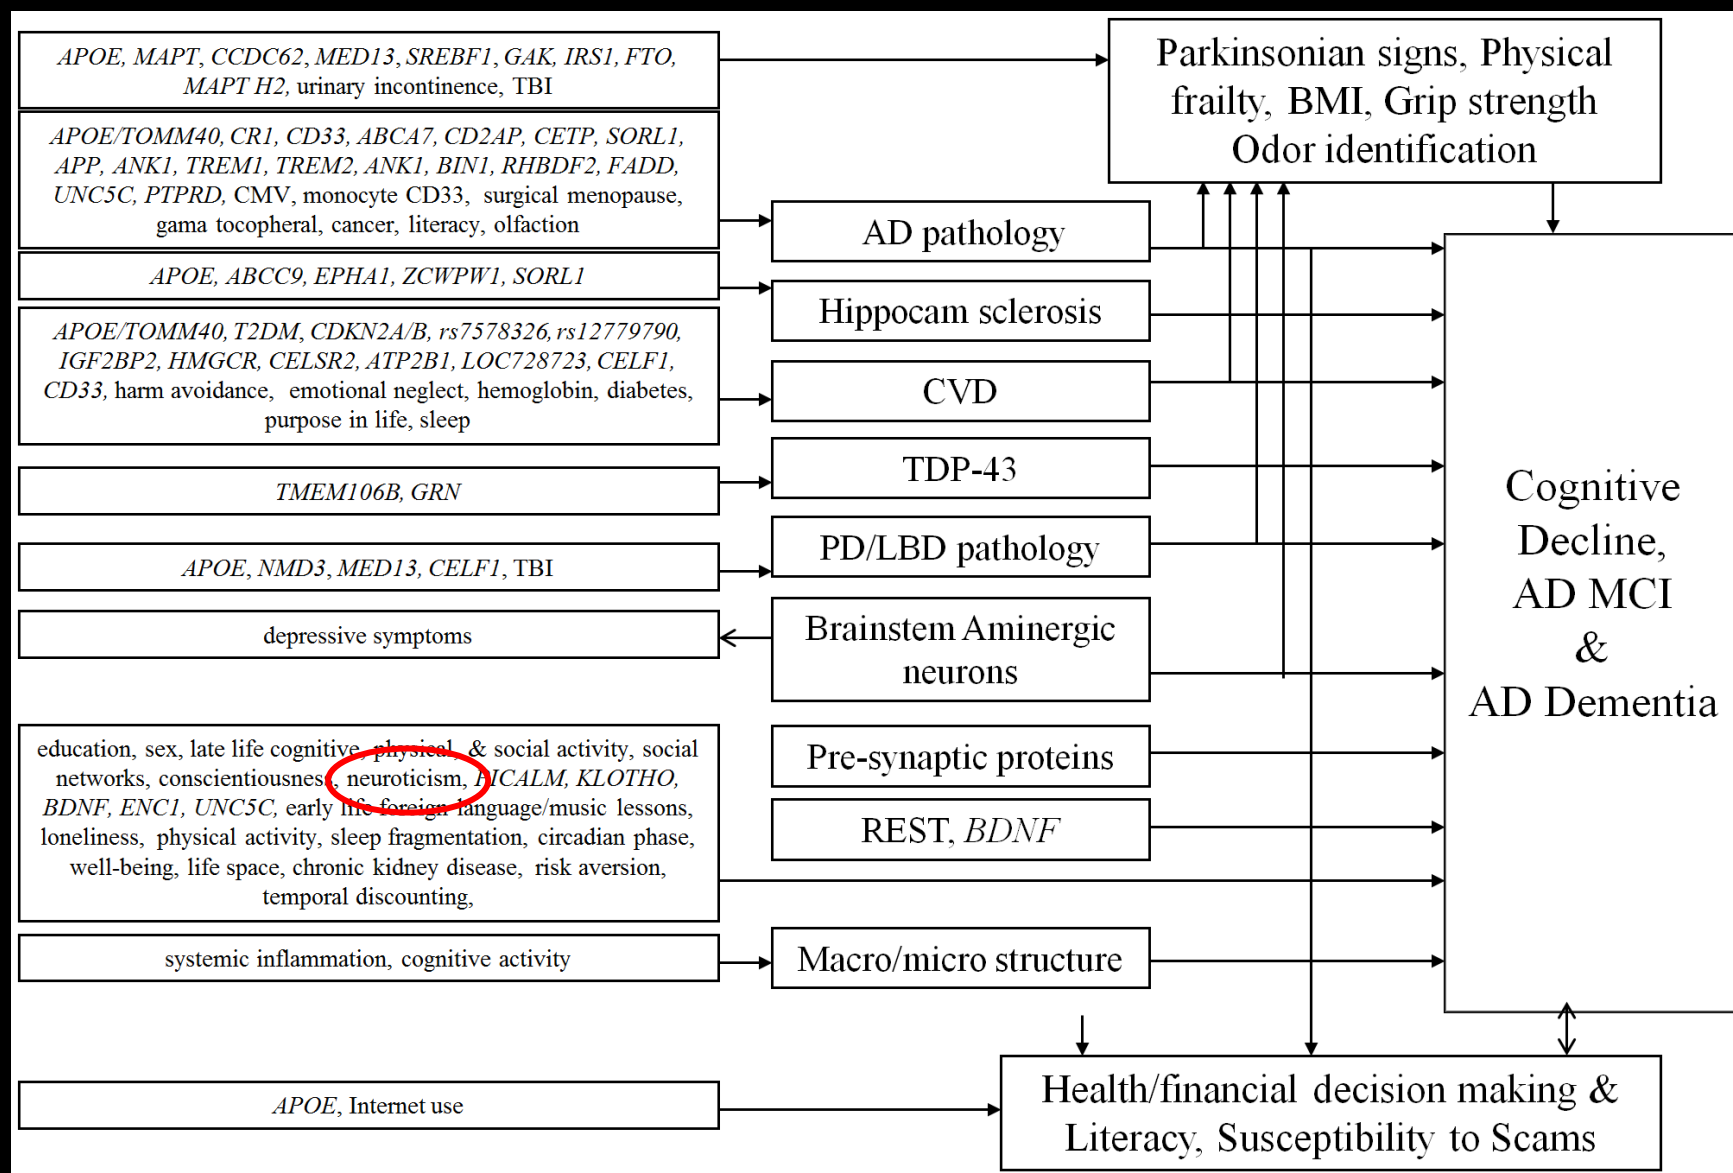 APOE, MAPT, CCDC62, MED13, SREBF1, GAK, IRS1, FTO,
MAPT H2, urinary incontinence, TBI
Parkinsonian signs, Physical
frailty, BMI, Grip strength
Odor identification
APOE/TOMM40, CR1, CD33, ABCA7, CD2AP, CETP, SORL1,
APP, ANK1, TREM1, TREM2, ANK1, BIN1, RHBDF2, FADD,
UNC5C, PTPRD, CMV, monocyte CD33, surgical menopause,
gama tocopheral, cancer, literacy, olfaction
AD pathology
APOE, ABCC9, EPHA1, ZCWPW1, SORL1
Hippocam sclerosis
APOE/TOMM40, T2DM, CDKN2A/B, rs7578326, rs12779790,
IGF2BP2, HMGCR, CELSR2, ATP2B1, LOC728723, CELF1,
CD33, harm avoidance, emotional neglect, hemoglobin, diabetes,
purpose in life, sleep
CVD
TMEM106B, GRN
TDP-43
APOE, NMD3, MED13, CELF1, TBI
PD/LBD pathology
depressive symptoms
Brainstem Aminergic
neurons
Cognitive
Decline,
AD MCI
&
AD Dementia
education, sex, late life cognitive, physical, & social activity, social
networks, conscientiousness, neuroticism, PICALM, KLOTHO,
BDNF, ENC1, UNC5C, early life foreign language/music lessons,
loneliness, physical activity, sleep fragmentation, circadian phase,
well-being, life space, chronic kidney disease, risk aversion,
temporal discounting,
Pre-synaptic proteins
REST, BDNF
systemic inflammation, cognitive activity
Macro/micro structure
APOE, Internet use
Health/financial decision making &
Literacy, Susceptibility to Scams